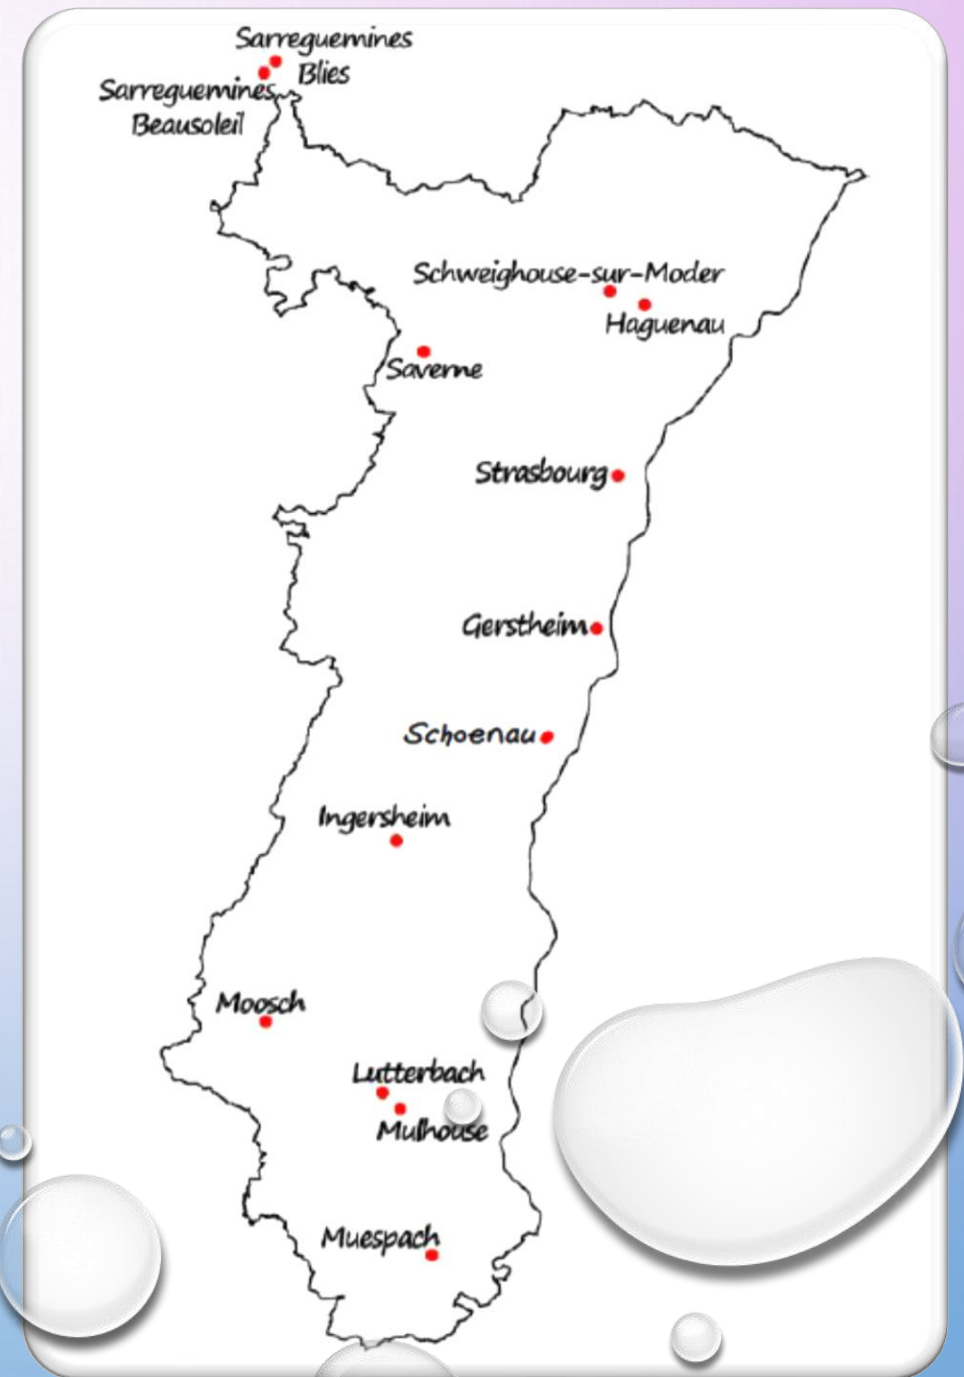 Sarreguemines
Blies
Sarreguemines
Beausoleil
Schweighouse-sur-Moder
Haguenau
Saverne
Strasbourg
Gerstheim
Schoenau
Ingersheim
Moosch
Lutterbach
Mulhouse
Muespach